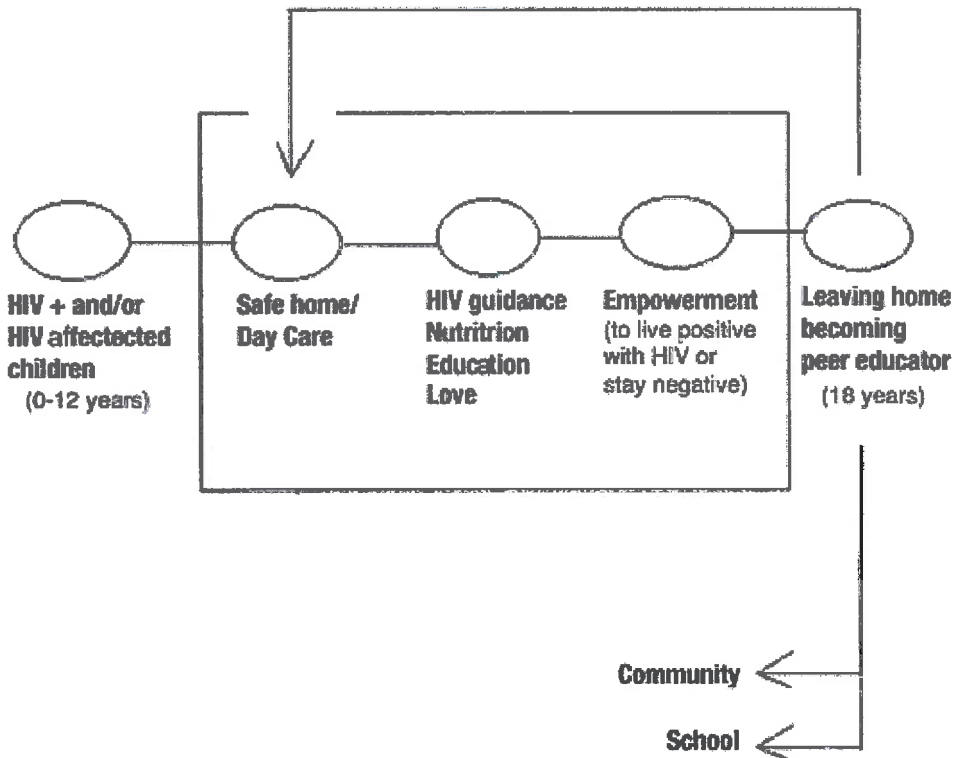 HIV + and/or
HIV affectected
children
(0-12 years)
Safe home/
Day Care
HIV guidance
Nutritrion
Education
Love
Empowerment
(to live positive
with HIV or
stay negative)
Leaving home
becoming
peer educator
(18 years)
Community
School